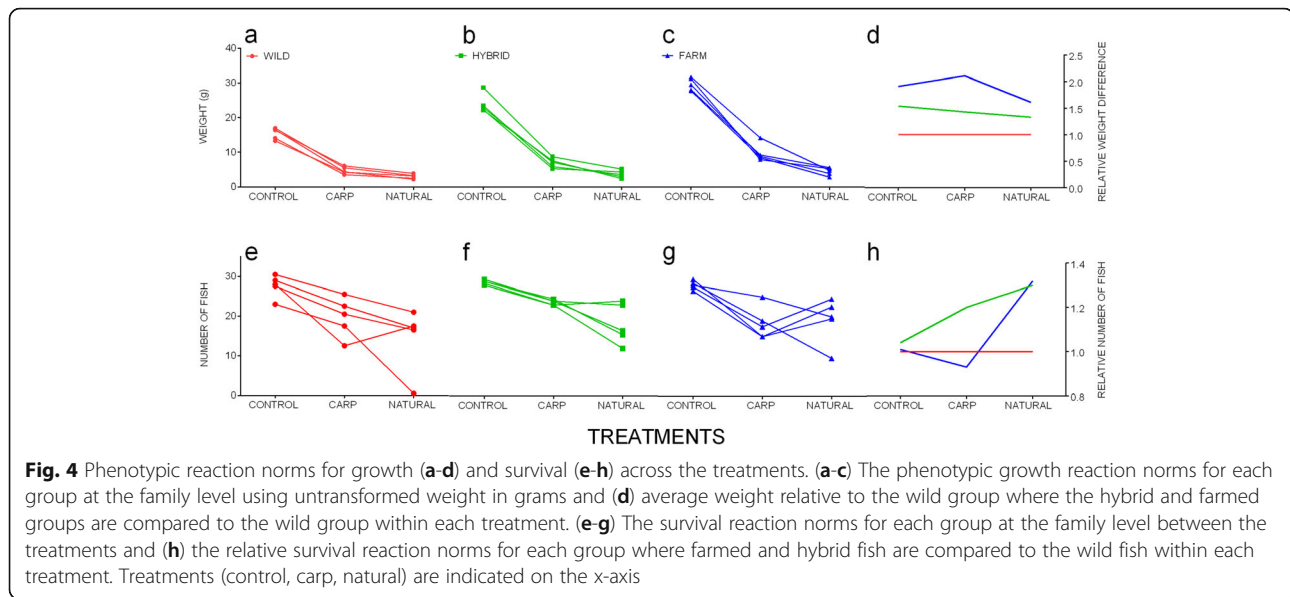 a b c d
WILD HYBRID FARM
WEIGHT (g)
40
30
20
10
0
CONTROL CARP NATURAL CONTROL CARP NATURAL CONTROL CARP NATURAL CONTROL CARP NATURAL
2.5
2.0
1.5
1.0
0.5
0.0
RELATIVE WEIGHT DIFFERENCE
e f g h
NUMBER OF FISH
30
20
10
0
CONTROL CARP NATURAL CONTROL CARP NATURAL CONTROL CARP NATURAL CONTROL CARP NATURAL
1.4
1.2
1.0
0.8
RELATIVE NUMBER OF FISH
TREATMENTS
Fig. 4 Phenotypic reaction norms for growth (a-d) and survival (e-h) across the treatments. (a-c) The phenotypic growth reaction norms for each
group at the family level using untransformed weight in grams and (d) average weight relative to the wild group where the hybrid and farmed
groups are compared to the wild group within each treatment. (e-g) The survival reaction norms for each group at the family level between the
treatments and (h) the relative survival reaction norms for each group where farmed and hybrid fish are compared to the wild fish within each
treatment. Treatments (control, carp, natural) are indicated on the x-axis